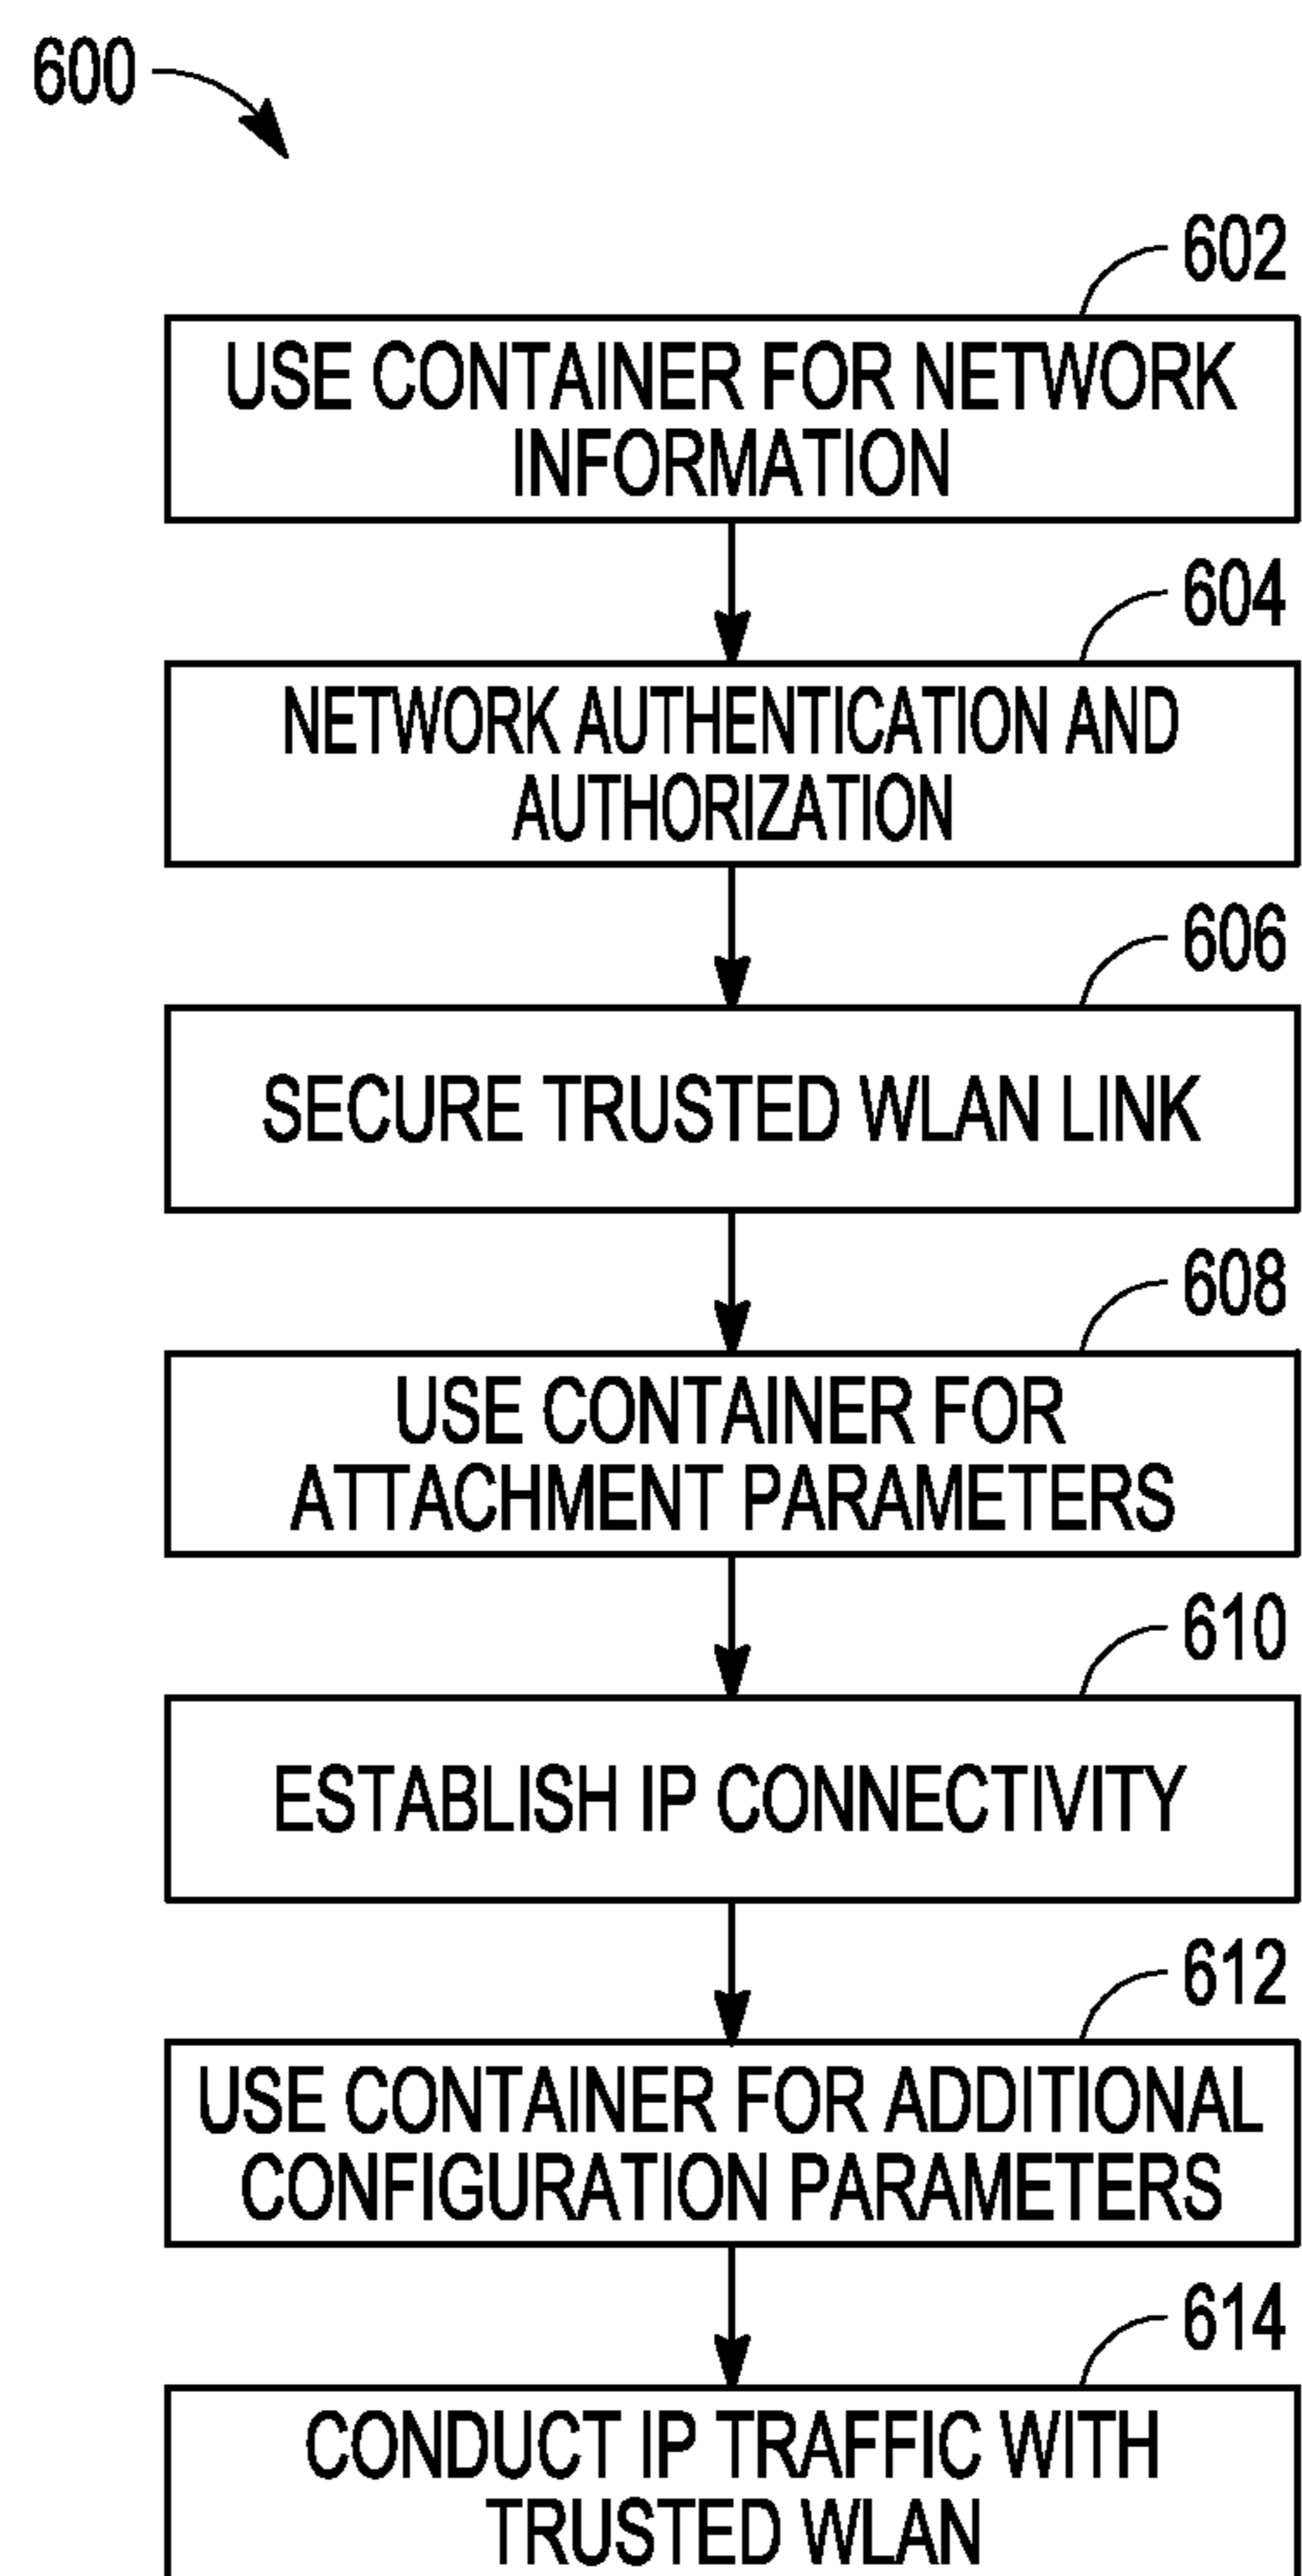 600
602
USE CONTAINER FOR NETWORK
INFORMATION
604
NETWORK AUTHENTICATION AND
AUTHORIZATION
606
SECURE TRUSTED WLAN LINK
608
USE CONTAINER FOR
ATTACHMENT PARAMETERS
610
ESTABLISH IP CONNECTIVITY
612
USE CONTAINER FOR ADDITIONAL
CONFIGURATION PARAMETERS
614
CONDUCT IP TRAFFIC WITH
TRUSTED WLAN